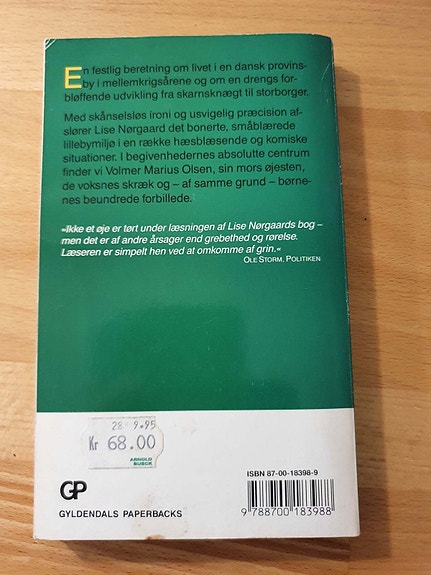 En festlig beretning om livet i en dansk provins-
by i mellemkrigsårene og om en drengs for-
bløffende udvikling fra skarnsknægt til storborger.
Med skånselsløs ironi og usvigelig præcision af-
slører Lise Nørgaard det bonerte, småblærede
lillebymiljø i en række hæsblæsende og komiske
situationer. I begivenhedernes absolutte centrum
finder vi Volmer Marius Olsen, sin mors øjesten,
de voksnes skræk og – af samme grund – børne-
nes beundrede forbillede.
»Ikke et øje er tørt under læsningen af Lise Nørgaards bog –
men det er af andre årsager end grebethed og rørelse.
Læseren er simpelt hen ved at omkomme af grin.«
OLE STORM, POLITIKEN
28 9.95
Kr 68.00
ARNOLD
BUSCK
GP
GYLDENDALS PAPERBACKS
ISBN 87-00-18398-9
9 788700 183988